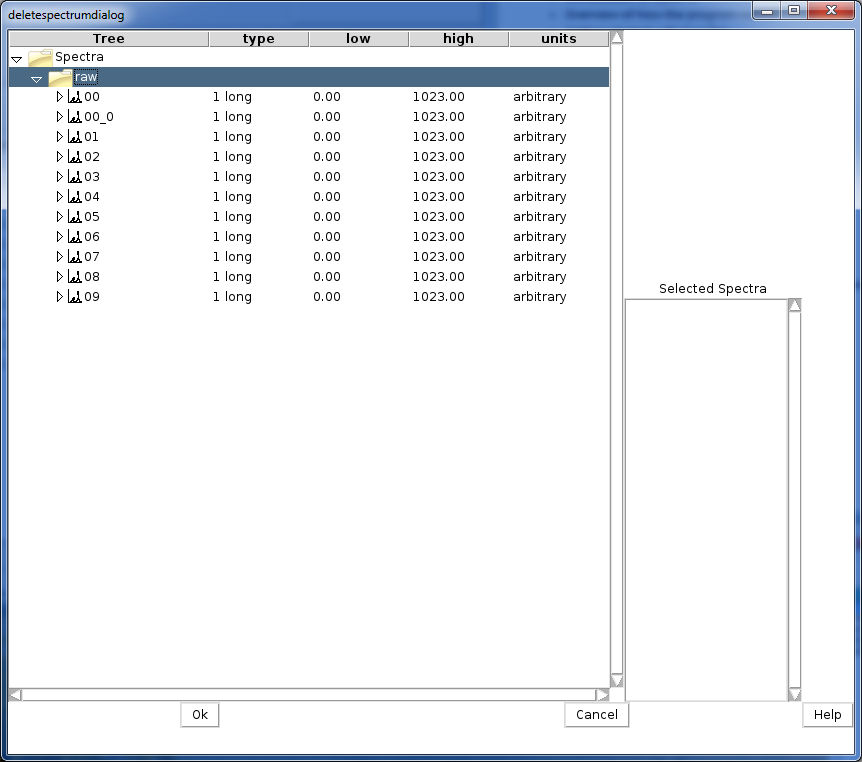 deletespectrumdialog
Tree type low high units
Spectra
raw
00 1 long 0.00 1023.00 arbitrary
00_0 1 long 0.00 1023.00 arbitrary
01 1 long 0.00 1023.00 arbitrary
02 1 long 0.00 1023.00 arbitrary
03 1 long 0.00 1023.00 arbitrary
04 1 long 0.00 1023.00 arbitrary
05 1 long 0.00 1023.00 arbitrary
06 1 long 0.00 1023.00 arbitrary
07 1 long 0.00 1023.00 arbitrary
08 1 long 0.00 1023.00 arbitrary
09 1 long 0.00 1023.00 arbitrary
Selected Spectra
Ok Cancel Help